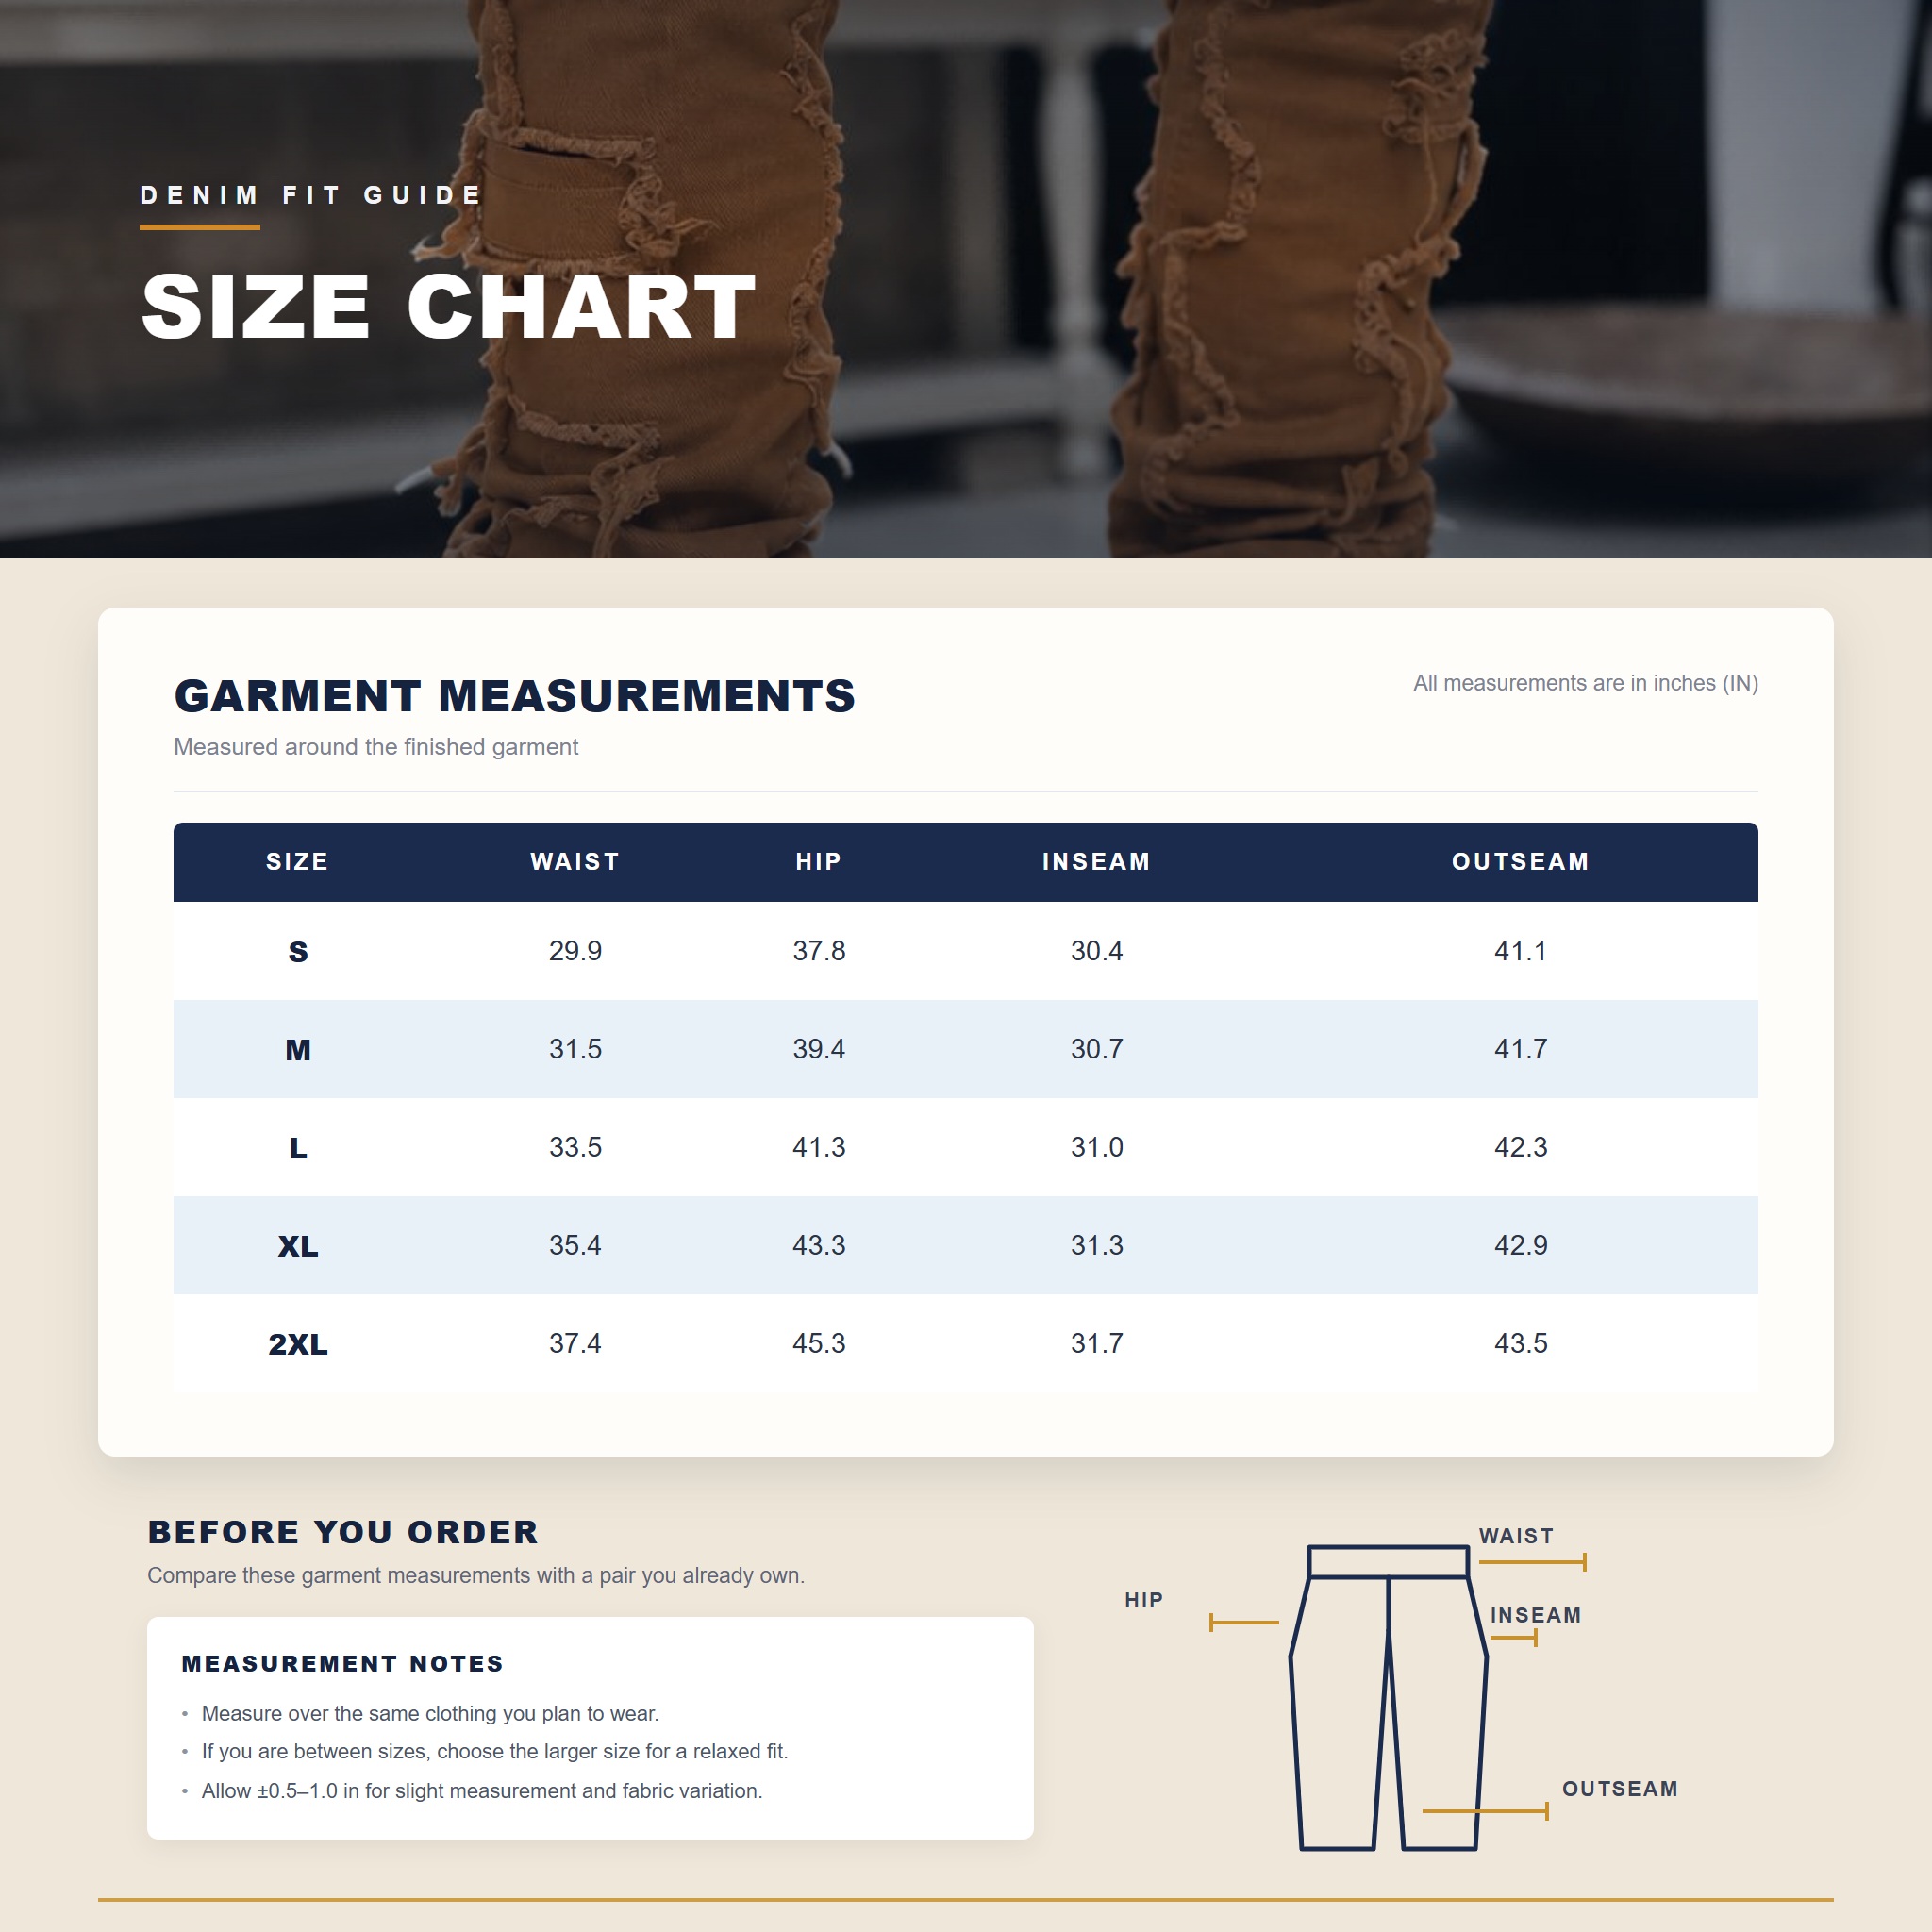 DENIM FIT GUIDE
SIZE CHART
GARMENT MEASUREMENTS
All measurements are in inches (IN)
Measured around the finished garment
SIZE WAIST HIP INSEAM OUTSEAM
S 29.9 37.8 30.4 41.1
M 31.5 39.4 30.7 41.7
L 33.5 41.3 31.0 42.3
XL 35.4 43.3 31.3 42.9
2XL 37.4 45.3 31.7 43.5
BEFORE YOU ORDER
Compare these garment measurements with a pair you already own.
MEASUREMENT NOTES
• Measure over the same clothing you plan to wear.
• If you are between sizes, choose the larger size for a relaxed fit.
• Allow ±0.5–1.0 in for slight measurement and fabric variation.
WAIST
HIP
INSEAM
OUTSEAM